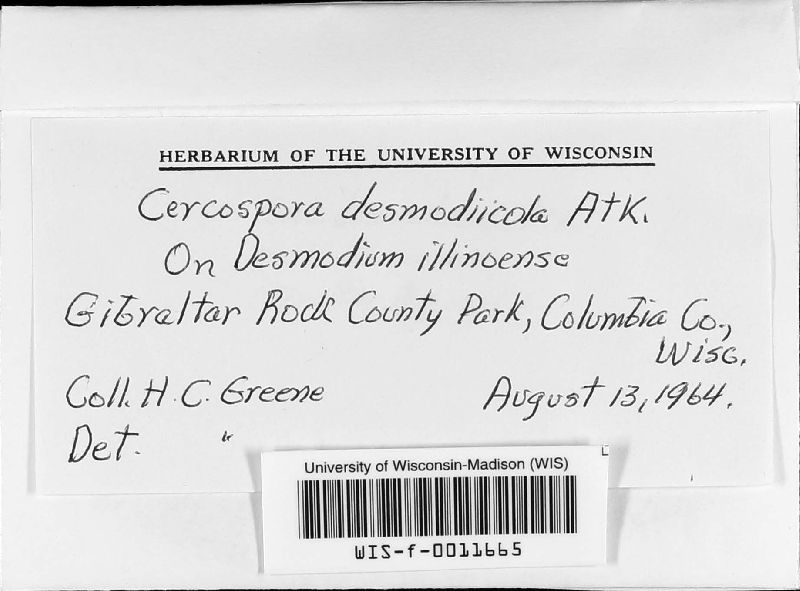 HERBARIUM OF THE UNIVERSITY OF WISCONSIN
Cercospora desmodiicola Atk.
On Desmodium illinoense
Gibraltar Rock County Park, Columbia Co.,
Wisc.
Coll. H. C. Greene August 13, 1964.
Det. "
University of Wisconsin-Madison (WIS)
WIS-f-0011665